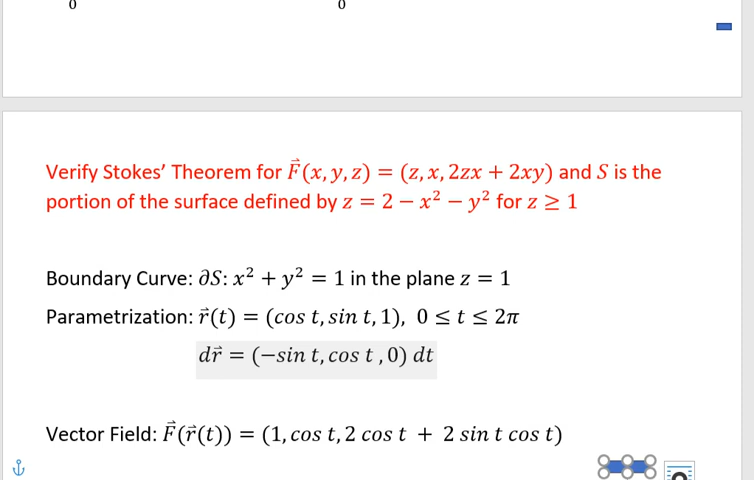 0 0
Verify Stokes’ Theorem for F⃗(x, y, z) = (z, x, 2zx + 2xy) and S is the
portion of the surface defined by z = 2 − x² − y² for z ≥ 1
Boundary Curve: ∂S: x² + y² = 1 in the plane z = 1
Parametrization: r⃗(t) = (cos t, sin t, 1), 0 ≤ t ≤ 2π
dr⃗ = (−sin t, cos t , 0) dt
Vector Field: F⃗(r⃗(t)) = (1, cos t, 2 cos t + 2 sin t cos t)